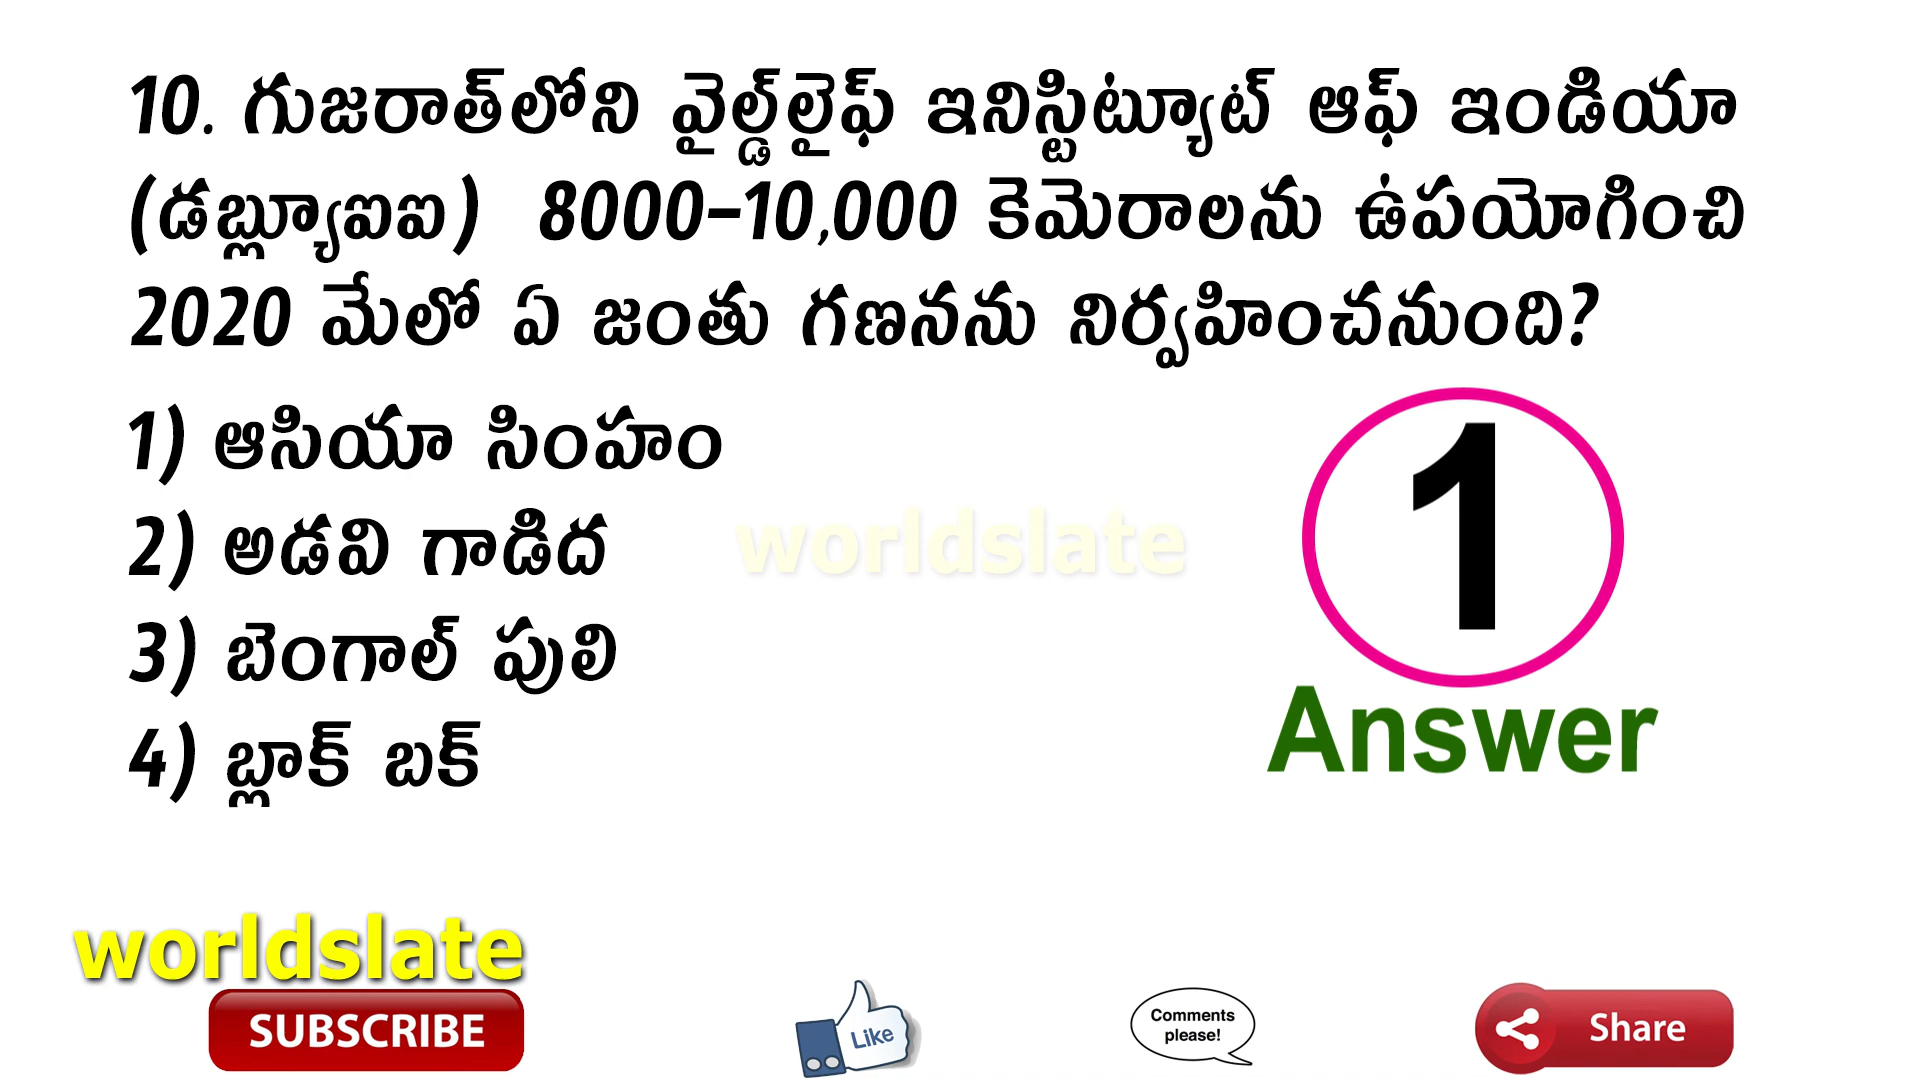 10. గుజరాత్‌లోని వైల్డ్‌లైఫ్ ఇనిస్టిట్యూట్ ఆఫ్ ఇండియా
(డబ్ల్యూఐఐ) 8000-10,000 కెమెరాలను ఉపయోగించి
2020 మేలో ఏ జంతు గణనను నిర్వహించనుంది?
1) ఆసియా సింహం
2) అడవి గాడిద
3) బెంగాల్ పులి
4) బ్లాక్ బక్
1
Answer
worldslate
worldslate
SUBSCRIBE
Like
Comments
please!
Share